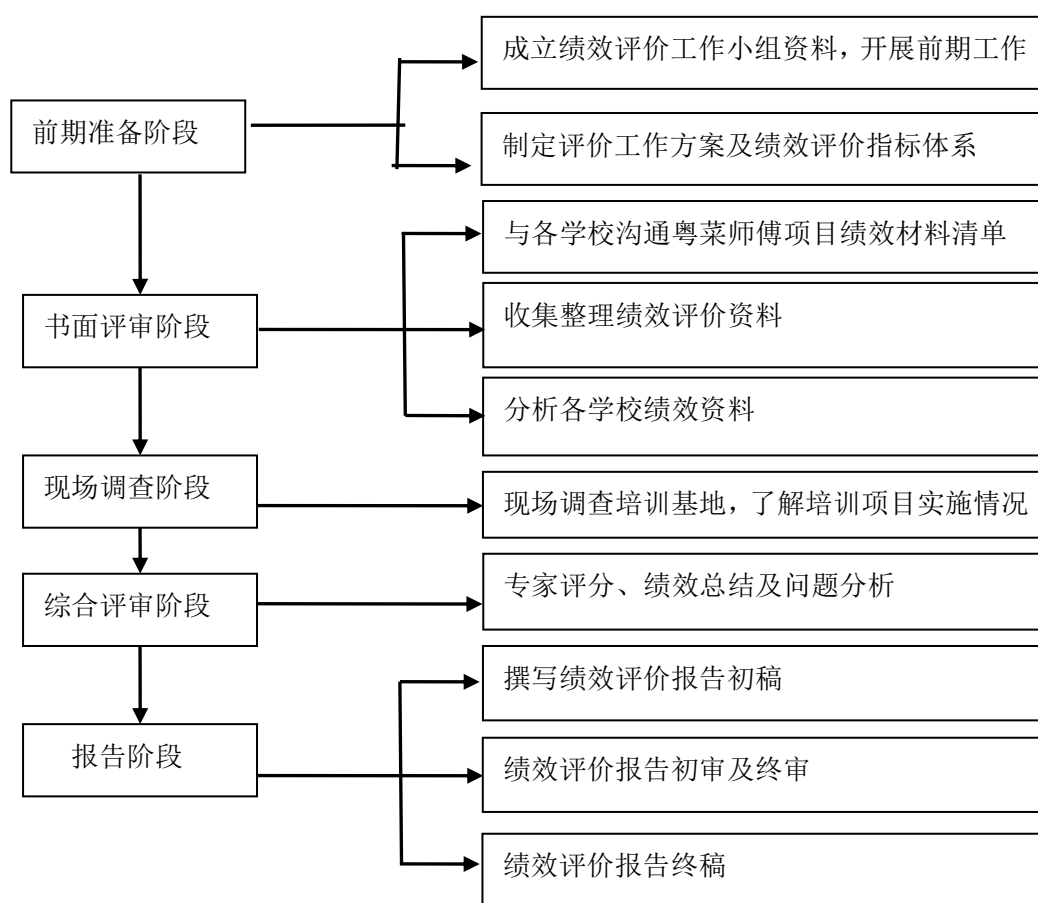 成立绩效评价工作小组资料，开展前期工作
前期准备阶段
制定评价工作方案及绩效评价指标体系
与各学校沟通粤菜师傅项目绩效材料清单
书面评审阶段
收集整理绩效评价资料
分析各学校绩效资料
现场调查阶段
现场调查培训基地，了解培训项目实施情况
综合评审阶段
专家评分、绩效总结及问题分析
撰写绩效评价报告初稿
报告阶段
绩效评价报告初审及终审
绩效评价报告终稿